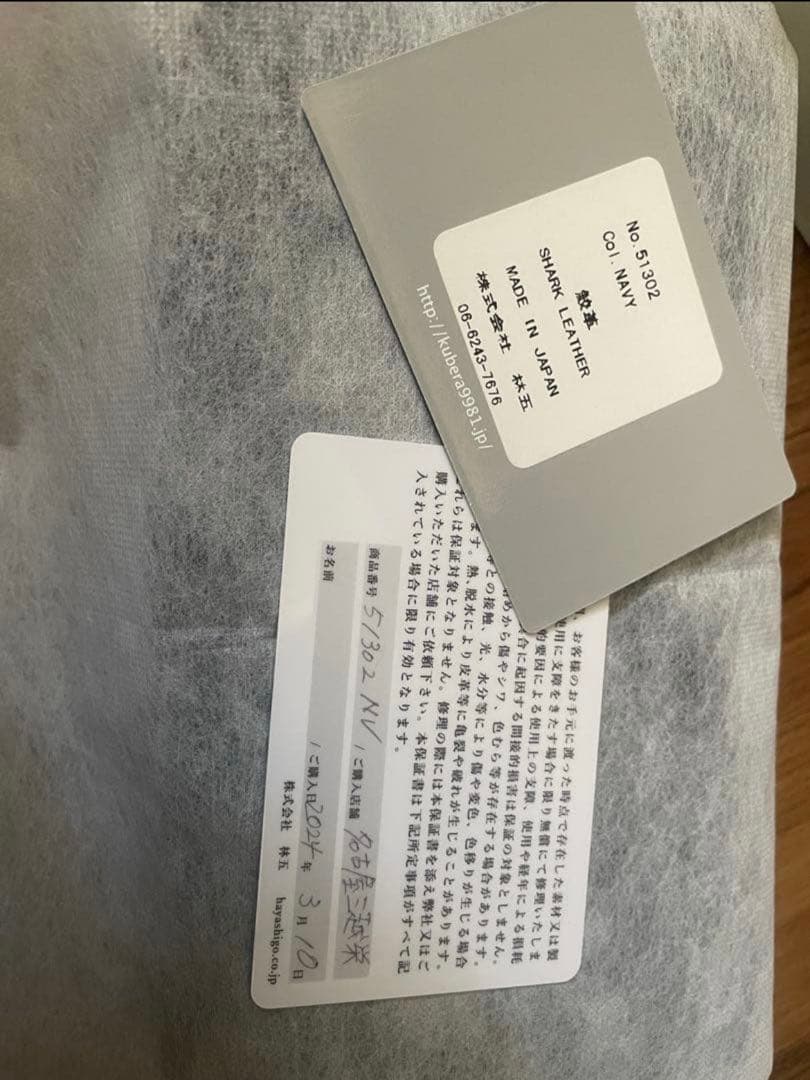 No.51302
Col.NAVY
鮫革
SHARK LEATHER
MADE IN JAPAN
株式会社 林五
06-6243-7676
http://kubera9981.jp/
お客様のお手元に渡った時点で存在した素材又は製
使用に支障をきたす場合に限り無償にて修理いたしま
的要因による使用上の支障、使用や経年による損耗
合に起因する間接的損害は保証の対象としません。
から傷やシワ、色むら等が存在する場合があります。
等との接触、光、水分等により傷や変色、色移りが生じる場合
ます。熱、脱水により皮革等に亀裂や破れが生じることがあります。
れらは保証対象となりません。修理の際には本保証書を添え弊社又はご
購入いただいた店舗にご依頼下さい。本保証書は下記所定事項がすべて記
入されている場合に限り有効となります。
商品番号 51302 NV / ご購入店舗 名古屋三越栄
お名前 / ご購入日 2024年 3月 10日
株式会社 林五 hayashigo.co.jp